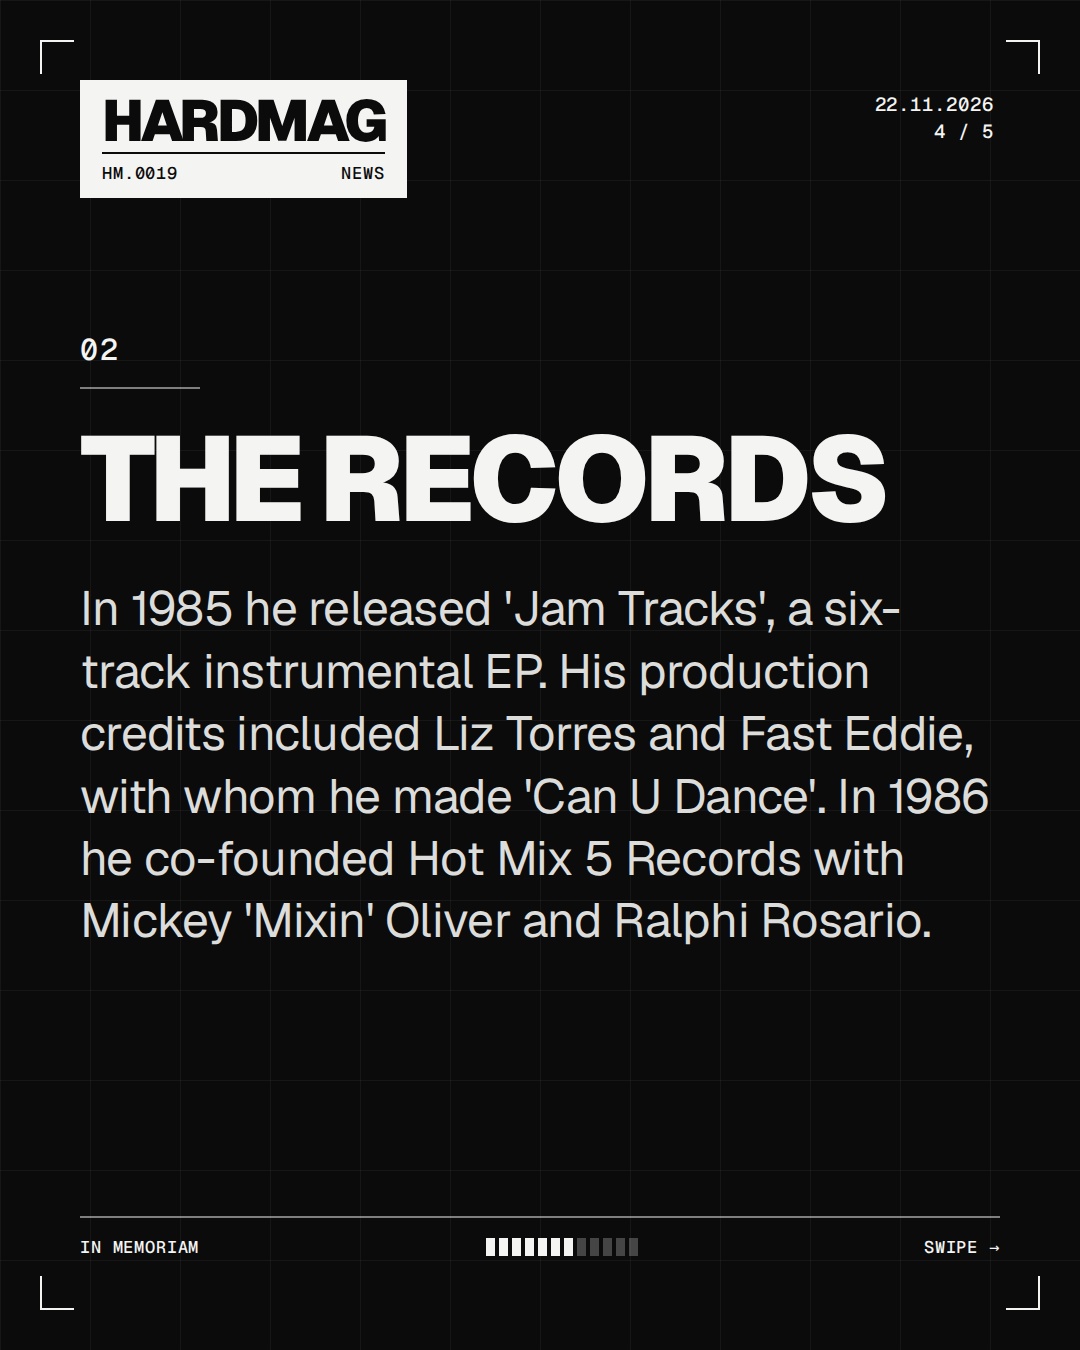 HARDMAG
HM.0019 NEWS
22.11.2026
4 / 5
02
THE RECORDS
In 1985 he released 'Jam Tracks', a six-
track instrumental EP. His production
credits included Liz Torres and Fast Eddie,
with whom he made 'Can U Dance'. In 1986
he co-founded Hot Mix 5 Records with
Mickey 'Mixin' Oliver and Ralphi Rosario.
IN MEMORIAM
SWIPE →